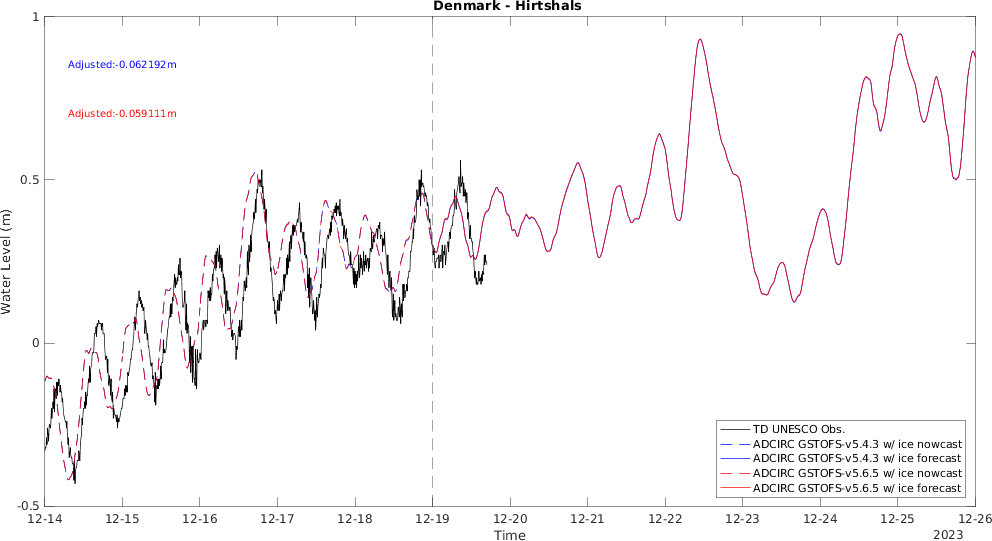 Denmark - Hirtshals
Adjusted:-0.062192m
Adjusted:-0.059111m
Water Level (m)
1
0.5
0
-0.5
12-14 12-15 12-16 12-17 12-18 12-19 12-20 12-21 12-22 12-23 12-24 12-25 12-26
Time
2023
TD UNESCO Obs.
ADCIRC GSTOFS-v5.4.3 w/ ice nowcast
ADCIRC GSTOFS-v5.4.3 w/ ice forecast
ADCIRC GSTOFS-v5.6.5 w/ ice nowcast
ADCIRC GSTOFS-v5.6.5 w/ ice forecast